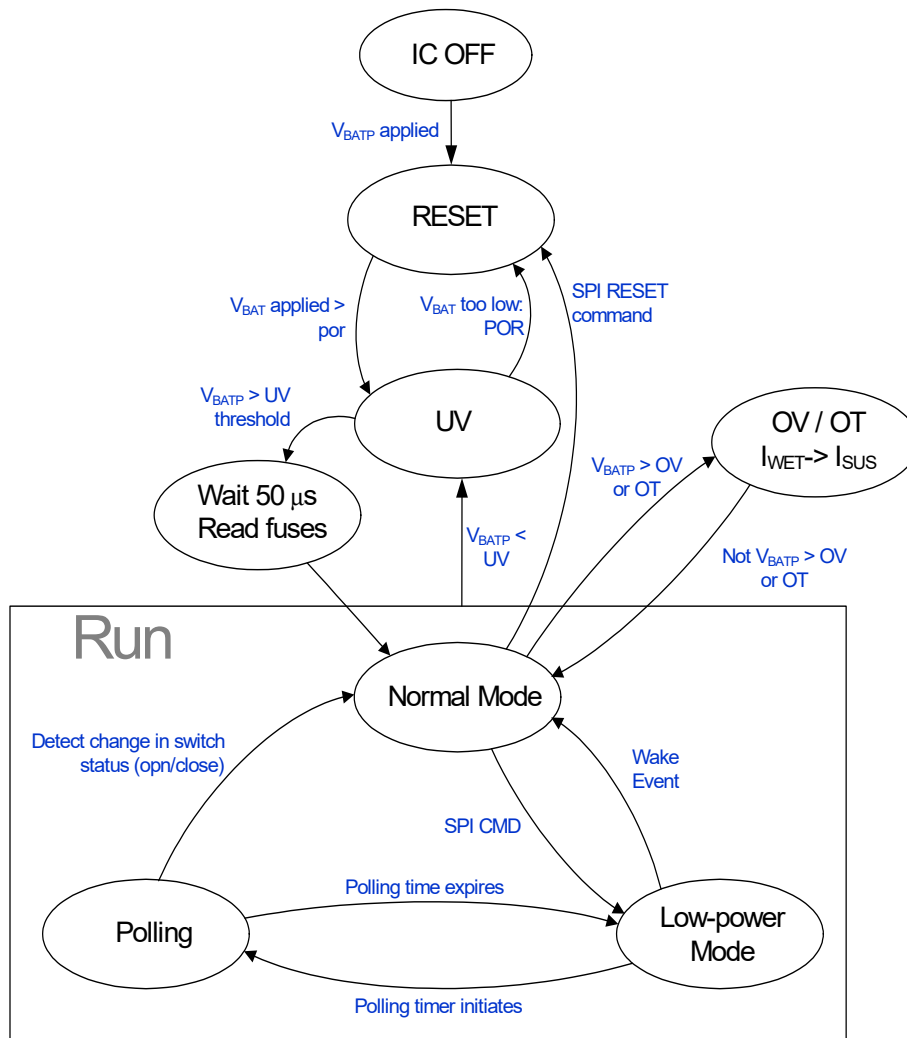 IC OFF
VBATP applied
RESET
SPI RESET
command
VBAT applied >
por
VBAT too low:
POR
VBATP > UV
threshold
UV
OV / OT
IWET-> ISUS
VBATP > OV
or OT
Wait 50 μs
Read fuses
VBATP <
UV
Not VBATP > OV
or OT
Run
Normal Mode
Detect change in switch
status (opn/close)
Wake
Event
SPI CMD
Polling time expires
Polling
Low-power
Mode
Polling timer initiates